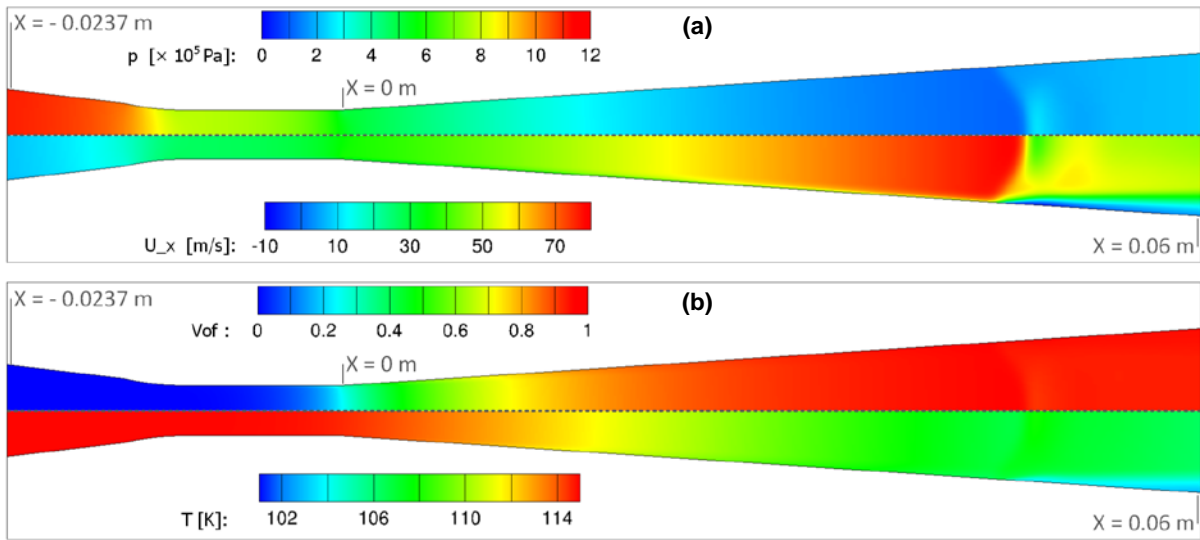 X = - 0.0237 m
(a)
p [× 10⁵ Pa]: 0 2 4 6 8 10 12
X = 0 m
U_x [m/s]: -10 10 30 50 70
X = 0.06 m
X = - 0.0237 m
(b)
Vof : 0 0.2 0.4 0.6 0.8 1
X = 0 m
T [K]: 102 106 110 114
X = 0.06 m